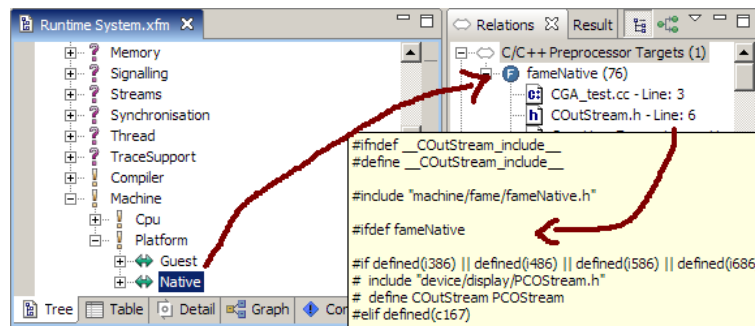 Runtime System.xfm
Memory
Signalling
Streams
Synchronisation
Thread
TraceSupport
Compiler
Machine
Cpu
Platform
Guest
Native
Tree Table Detail Graph
Relations Result
C/C++ Preprocessor Targets (1)
F fameNative (76)
CGA_test.cc - Line: 3
h COutStream.h - Line: 6
#ifndef __COutStream_include__
#define __COutStream_include__
#include "machine/fame/fameNative.h"
#ifdef fameNative
#if defined(i386) || defined(i486) || defined(i586) || defined(i686
# include "device/display/PCOStream.h"
# define COutStream PCOStream
#elif defined(c167)